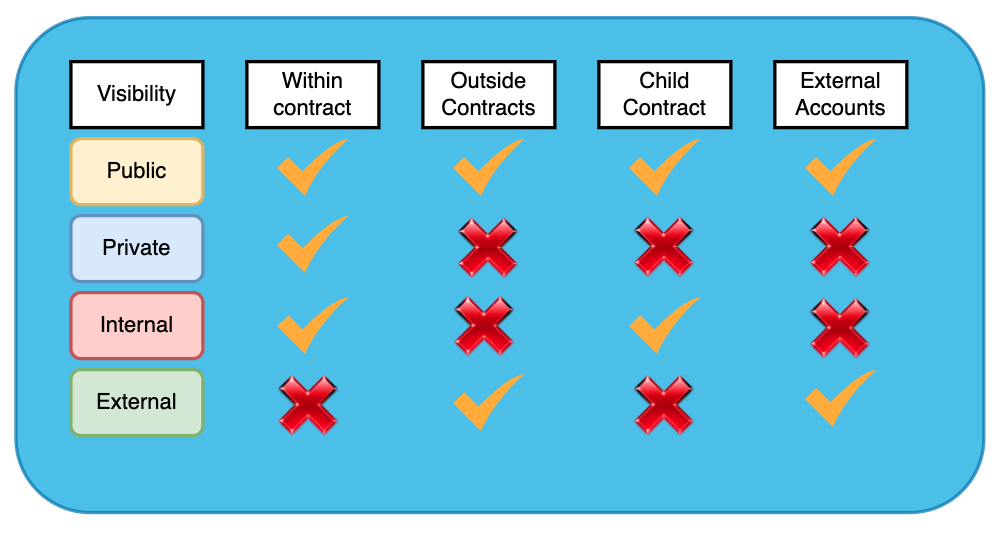 Visibility
Within
contract
Outside
Contracts
Child
Contract
External
Accounts
Public
Private
Internal
External